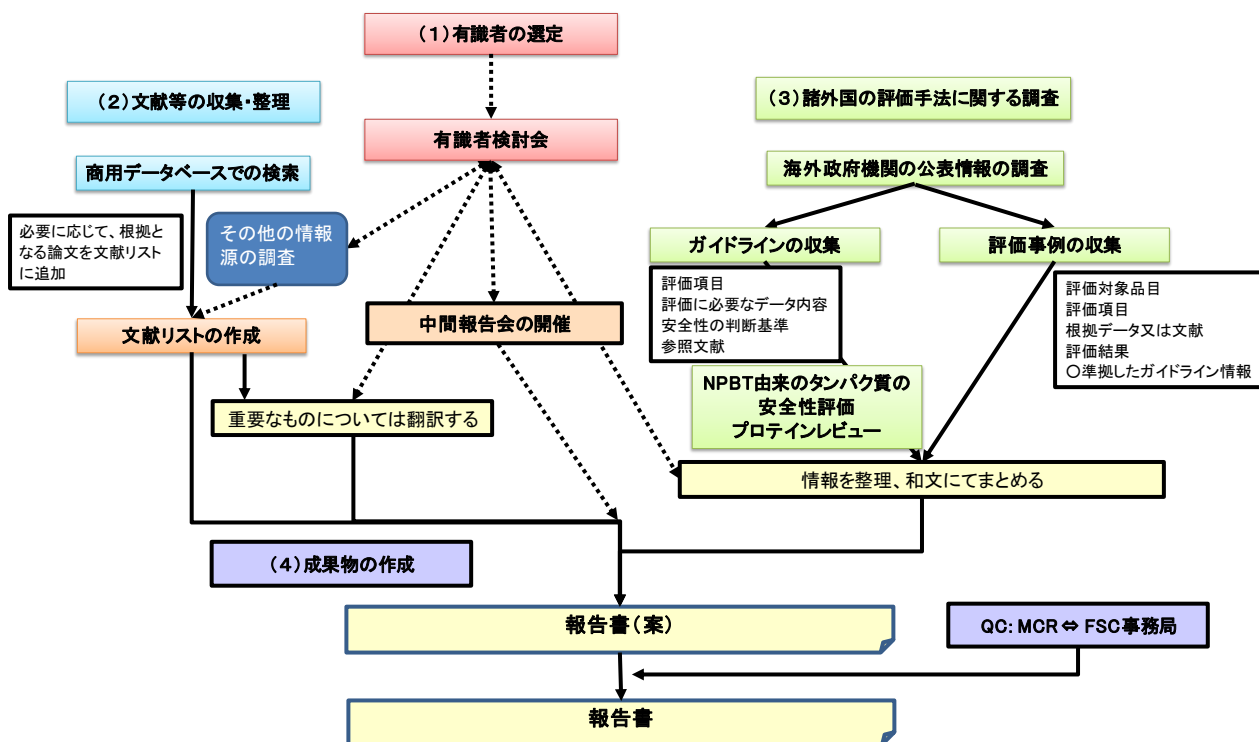 (1)有識者の選定
(2)文献等の収集・整理
(3)諸外国の評価手法に関する調査
有識者検討会
商用データベースでの検索
海外政府機関の公表情報の調査
必要に応じて、根拠と
なる論文を文献リスト
に追加
その他の情報
源の調査
ガイドラインの収集
評価事例の収集
評価項目
評価に必要なデータ内容
安全性の判断基準
参照文献
評価対象品目
評価項目
根拠データ又は文献
評価結果
○準拠したガイドライン情報
中間報告会の開催
文献リストの作成
NPBT由来のタンパク質の
安全性評価
プロテインレビュー
重要なものについては翻訳する
情報を整理、和文にてまとめる
(4)成果物の作成
報告書(案)
QC: MCR⇔FSC事務局
報告書